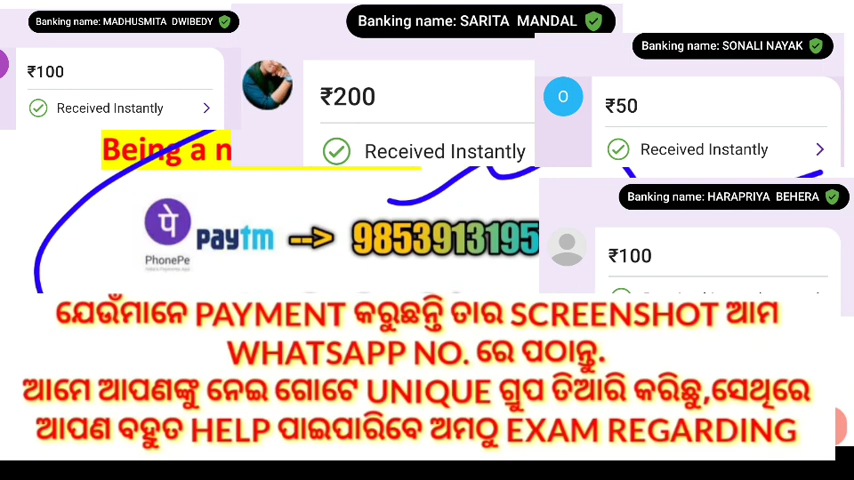 Banking name: MADHUSMITA DWIBEDY
₹100
Received Instantly
Banking name: SARITA MANDAL
₹200
Received Instantly
Banking name: SONALI NAYAK
O
₹50
Received Instantly
Being a n
Banking name: HARAPRIYA BEHERA
₹100
पे
PhonePe
paytm --> 9853913195
ଯେଉଁମାନେ PAYMENT କରୁଛନ୍ତି ତାର SCREENSHOT ଆମ
WHATSAPP NO. ରେ ପଠାନ୍ତୁ.
ଆମେ ଆପଣଙ୍କୁ ନେଇ ଗୋଟେ UNIQUE ଗ୍ରୁପ ତିଆରି କରିଛୁ,ସେଥିରେ
ଆପଣ ବହୁତ HELP ପାଇପାରିବେ ଅମଠୁ EXAM REGARDING